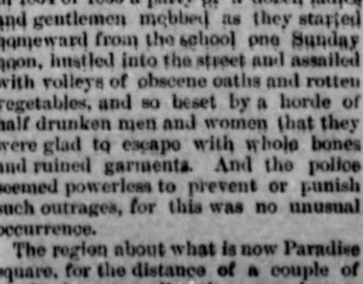 and gentlemen mobbed as they started
homeward from the school one Sunday
noon, hustled into the street and assailed
with volleys of obscene oaths and rotten
vegetables, and so beset by a horde of
half drunken men and women that they
were glad to escape with whole bones
and ruined garments. And the police
seemed powerless to prevent or punish
such outrages, for this was no unusual
occurrence.
The region about what is now Paradise
square, for the distance of a couple of